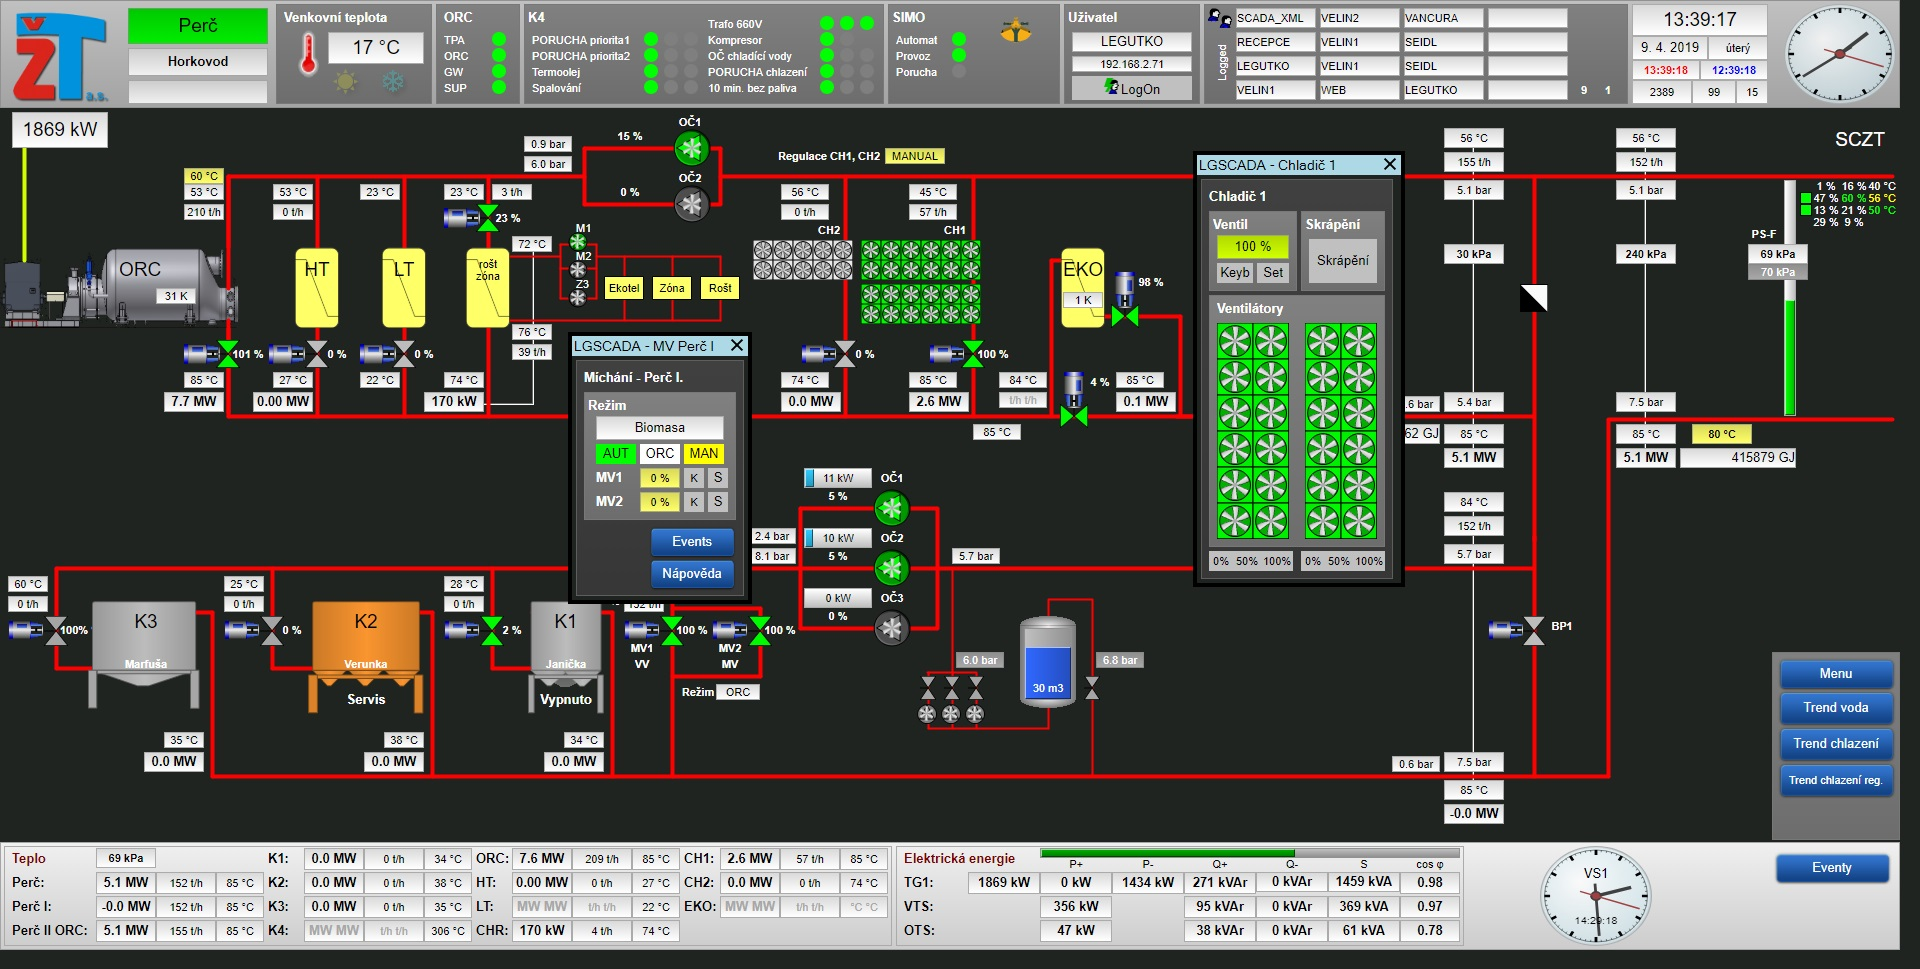 ŽT a.s.
Perč
Horkovod
Venkovní teplota
17 °C
ORC
TPA
ORC
GW
SUP
K4
PORUCHA priorita1
PORUCHA priorita2
Termoolej
Spalování
Trafo 660V
Kompresor
OČ chladící vody
PORUCHA chlazení
10 min. bez paliva
SIMO
Automat
Provoz
Porucha
Uživatel
LEGUTKO
192.168.2.71
LogOn
Logged
SCADA_XML VELIN2 VANCURA
RECEPCE VELIN1 SEIDL
LEGUTKO VELIN1 SEIDL
VELIN1 WEB LEGUTKO
9 1
13:39:17
9. 4. 2019 úterý
13:39:18 12:39:18
2389 99 15
1869 kW
SCZT
60 °C
53 °C
210 t/h
53 °C
0 t/h
23 °C
23 °C 3 t/h
23 %
0.9 bar
6.0 bar
15 %
OČ1
0 %
OČ2
Regulace CH1, CH2 MANUAL
56 °C
0 t/h
CH2
45 °C
57 t/h
CH1
ORC
31 K
HT
LT
rošt zóna
72 °C
M1
M2
Z3
Ekotel Zóna Rošt
76 °C
39 t/h
EKO
1 K
98 %
101 %
0 %
0 %
0 %
100 %
85 °C
7.7 MW
27 °C
0.00 MW
22 °C
74 °C
170 kW
74 °C
0.0 MW
85 °C
2.6 MW
84 °C
t/h t/h
4 %
85 °C
0.1 MW
85 °C
LGSCADA - MV Perč I
Míchání - Perč I.
Režim
Biomasa
AUT ORC MAN
MV1 0 % K S
MV2 0 % K S
Events
Nápověda
LGSCADA - Chladič 1
Chladič 1
Ventil
100 %
Keyb Set
Skrápění
Skrápění
Ventilátory
0% 50% 100% 0% 50% 100%
56 °C
155 t/h
5.1 bar
30 kPa
5.4 bar
.6 bar
62 GJ
85 °C
5.1 MW
84 °C
152 t/h
5.7 bar
56 °C
152 t/h
5.1 bar
240 kPa
7.5 bar
85 °C
5.1 MW
80 °C
415879 GJ
1 % 16 % 40 °C
47 % 60 % 56 °C
13 % 21 % 50 °C
29 % 9 %
PS-F
69 kPa
70 kPa
11 kW
5 %
OČ1
10 kW
5 %
OČ2
0 kW
0 %
OČ3
2.4 bar
8.1 bar
5.7 bar
60 °C
0 t/h
100%
K3
Marfuša
25 °C
0 t/h
0 %
K2
Verunka
Servis
28 °C
0 t/h
2 %
K1
Janička
Vypnuto
152 t/h
100 %
MV1
VV
100 %
MV2
MV
Režim ORC
6.0 bar
30 m3
6.8 bar
BP1
35 °C
0.0 MW
38 °C
0.0 MW
34 °C
0.0 MW
0.6 bar
7.5 bar
85 °C
-0.0 MW
Menu
Trend voda
Trend chlazení
Trend chlazení reg.
Teplo 69 kPa
Perč: 5.1 MW 152 t/h 85 °C
Perč I: -0.0 MW 152 t/h 85 °C
Perč II ORC: 5.1 MW 155 t/h 85 °C
K1: 0.0 MW 0 t/h 34 °C
K2: 0.0 MW 0 t/h 38 °C
K3: 0.0 MW 0 t/h 35 °C
K4: MW MW t/h t/h 306 °C
ORC: 7.6 MW 209 t/h 85 °C
HT: 0.00 MW 0 t/h 27 °C
LT: MW MW t/h t/h 22 °C
CHR: 170 kW 4 t/h 74 °C
CH1: 2.6 MW 57 t/h 85 °C
CH2: 0.0 MW 0 t/h 74 °C
EKO: MW MW t/h t/h °C °C
Elektrická energie
P+ P- Q+ Q- S cos φ
TG1: 1869 kW 0 kW 1434 kW 271 kVAr 0 kVAr 1459 kVA 0.98
VTS: 356 kW 95 kVAr 0 kVAr 369 kVA 0.97
OTS: 47 kW 38 kVAr 0 kVAr 61 kVA 0.78
VS1
14:29:18
Eventy